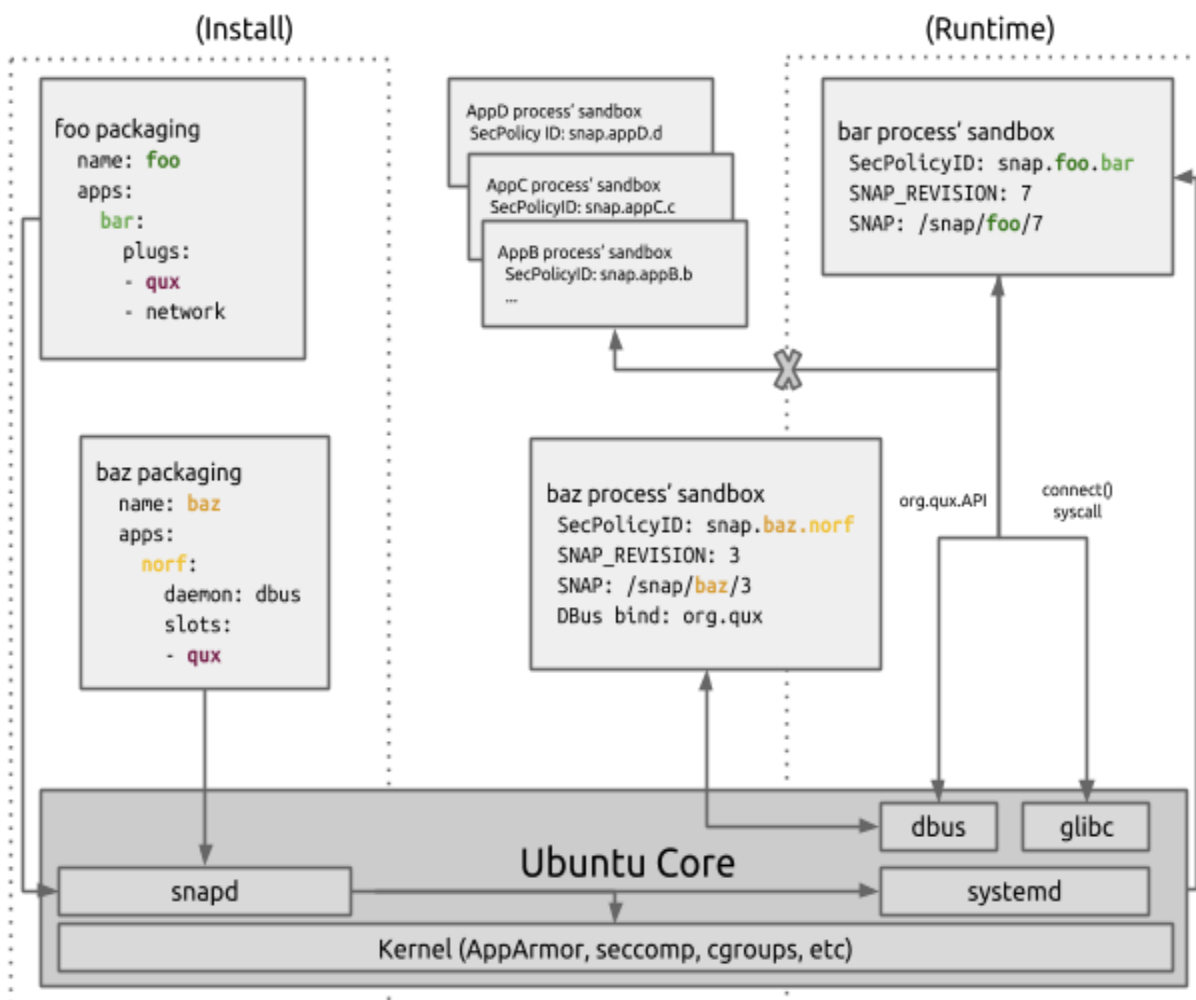 (Install)
(Runtime)
foo packaging
name: foo
apps:
bar:
plugs:
- qux
- network
AppD process' sandbox
SecPolicy ID: snap.appD.d
AppC process' sandbox
SecPolicyID: snap.appC.c
AppB process' sandbox
SecPolicyID: snap.appB.b
...
bar process' sandbox
SecPolicyID: snap.foo.bar
SNAP_REVISION: 7
SNAP: /snap/foo/7
baz packaging
name: baz
apps:
norf:
daemon: dbus
slots:
- qux
baz process' sandbox
SecPolicyID: snap.baz.norf
SNAP_REVISION: 3
SNAP: /snap/baz/3
DBus bind: org.qux
org.qux.API
connect()
syscall
dbus
glibc
Ubuntu Core
snapd
systemd
Kernel (AppArmor, seccomp, cgroups, etc)